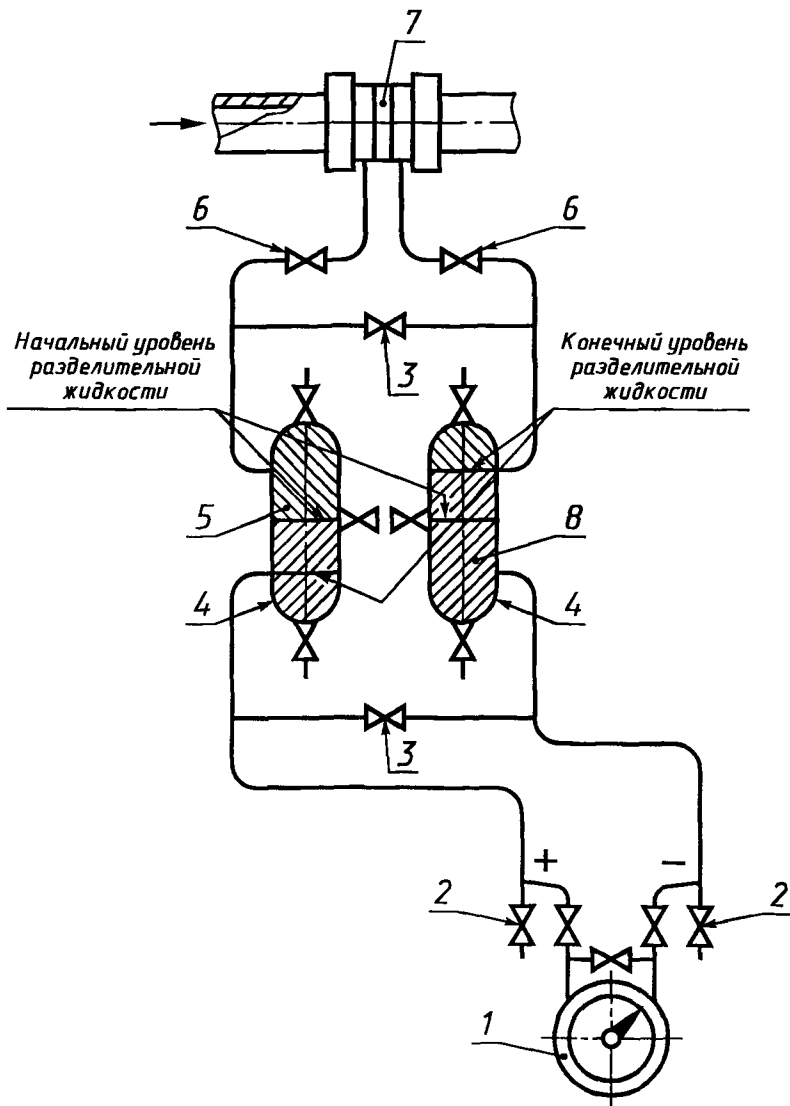 7
6
6
Начальный уровень
разделительной
жидкости
3
Конечный уровень
разделительной
жидкости
5
8
4
4
3
+
−
2
2
1